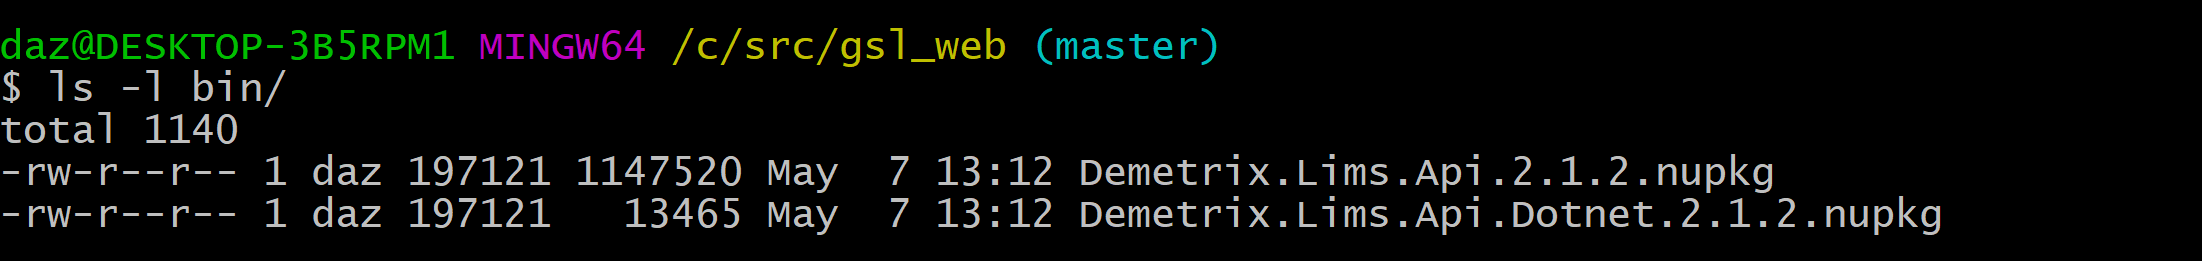 daz@DESKTOP-3B5RPM1 MINGW64 /c/src/gsl_web (master)
$ ls -l bin/
total 1140
-rw-r--r-- 1 daz 197121 1147520 May  7 13:12 Demetrix.Lims.Api.2.1.2.nupkg
-rw-r--r-- 1 daz 197121   13465 May  7 13:12 Demetrix.Lims.Api.Dotnet.2.1.2.nupkg